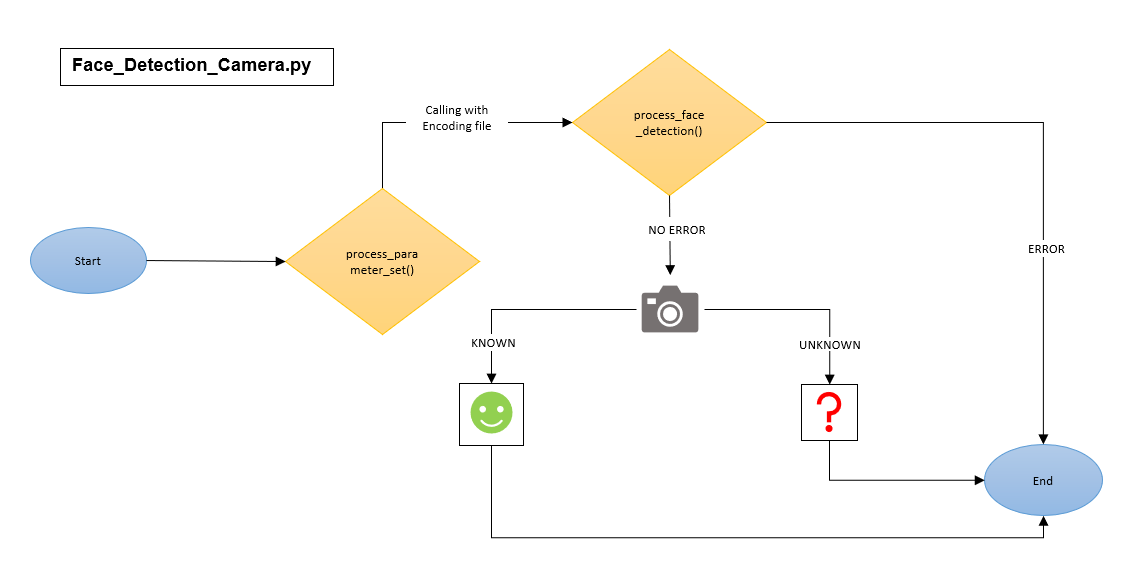 Face_Detection_Camera.py
Calling with
Encoding file
process_face
_detection()
NO ERROR
ERROR
Start
process_para
meter_set()
KNOWN
UNKNOWN
?
End